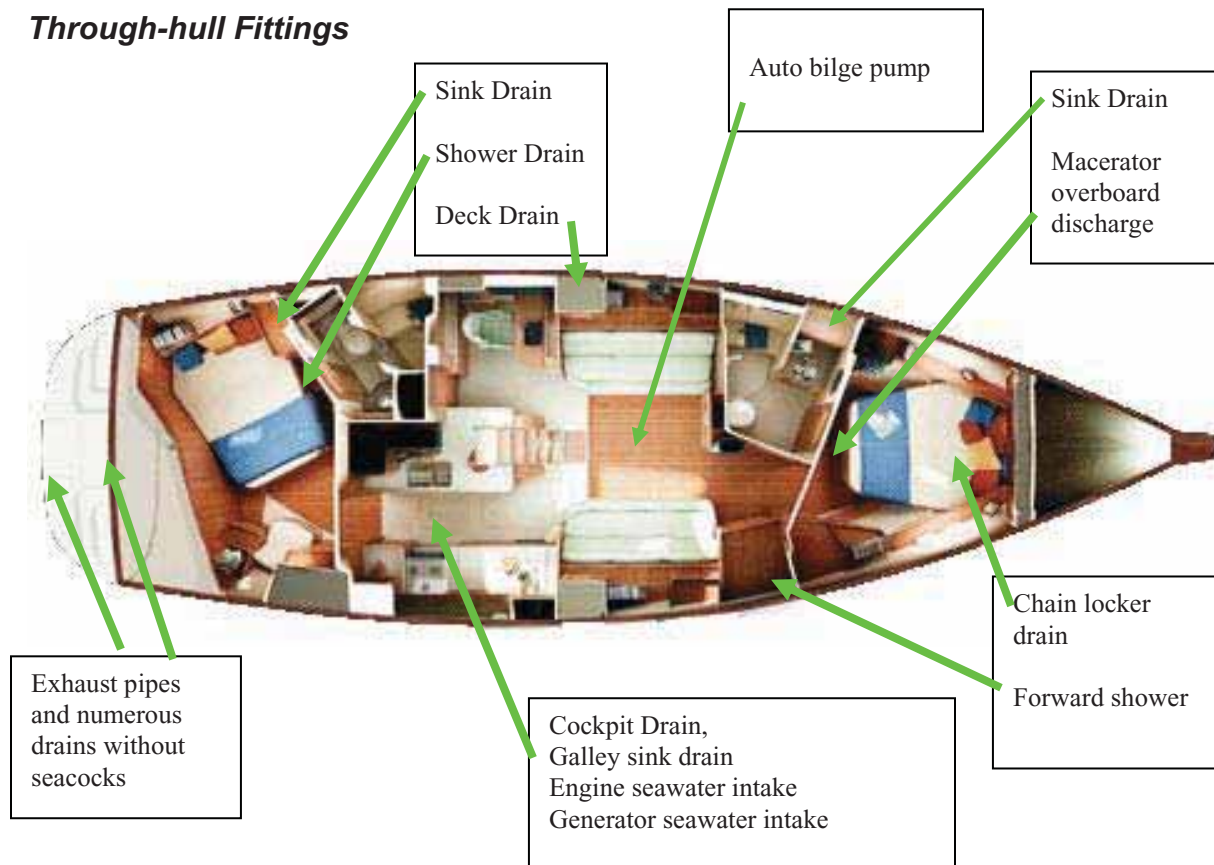 Through-hull Fittings
Sink Drain
Shower Drain
Deck Drain
Auto bilge pump
Sink Drain
Macerator
overboard
discharge
Exhaust pipes
and numerous
drains without
seacocks
Cockpit Drain,
Galley sink drain
Engine seawater intake
Generator seawater intake
Chain locker
drain
Forward shower